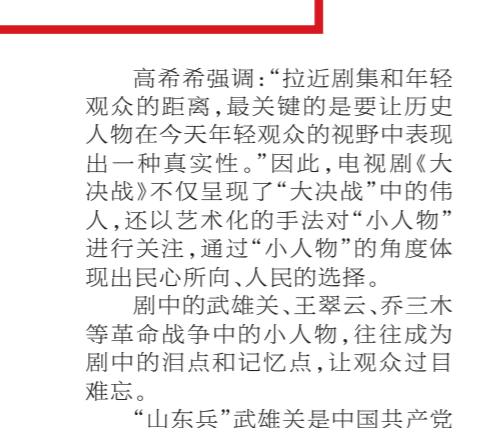 高希希强调：“拉近剧集和年轻
观众的距离，最关键的是要让历史
人物在今天年轻观众的视野中表现
出一种真实性。”因此，电视剧《大
决战》不仅呈现了“大决战”中的伟
人，还以艺术化的手法对“小人物”
进行关注，通过“小人物”的角度体
现出民心所向、人民的选择。
剧中的武雄关、王翠云、乔三木
等革命战争中的小人物，往往成为
剧中的泪点和记忆点，让观众过目
难忘。
“山东兵”武雄关是中国共产党